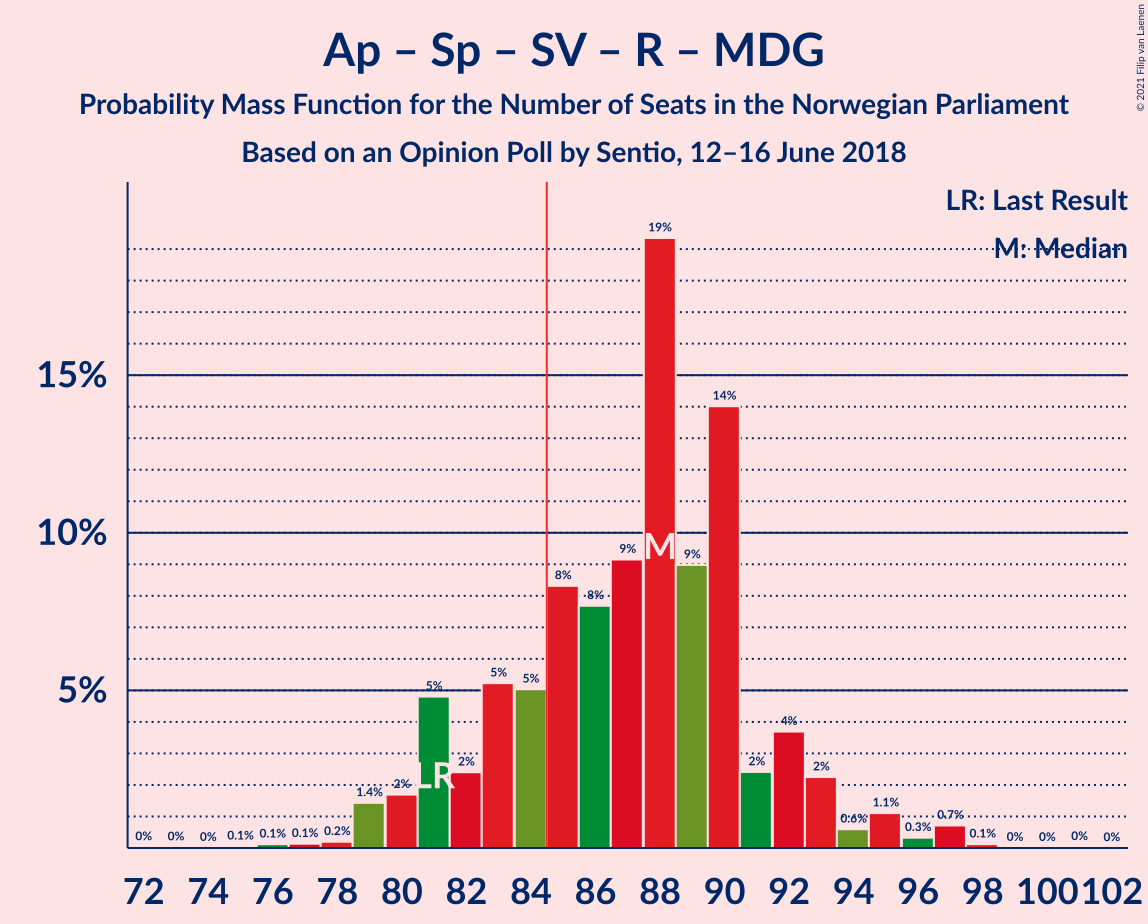 Ap – Sp – SV – R – MDG
Probability Mass Function for the Number of Seats in the Norwegian Parliament
Based on an Opinion Poll by Sentio, 12–16 June 2018
© 2021 Filip van Laenen
LR: Last Result
M: Median
15%
10%
5%
0% 0% 0% 0.1% 0.1% 0.1% 0.2% 1.4% 2% 5% 2% 5% 5% 8% 8% 9% 19% 9% 14% 2% 4% 2% 0.6% 1.1% 0.3% 0.7% 0.1% 0% 0% 0% 0%
LR
M
72 74 76 78 80 82 84 86 88 90 92 94 96 98 100 102